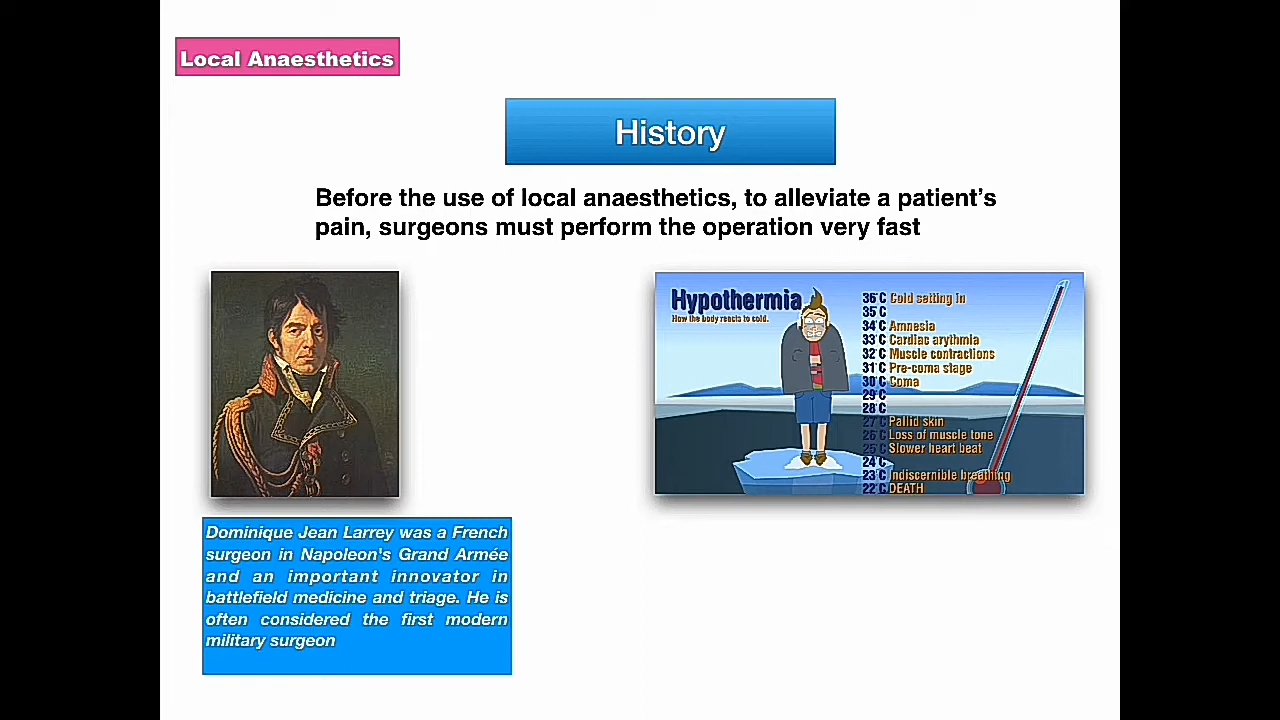 Local Anaesthetics
History
Before the use of local anaesthetics, to alleviate a patient's
pain, surgeons must perform the operation very fast
Hypothermia
How the body reacts to cold.
36°C Cold setting in
35°C
34°C Amnesia
33°C Cardiac arythmia
32°C Muscle contractions
31°C Pre-coma stage
30°C Coma
29°C
28°C
27°C Pallid skin
26°C Loss of muscle tone
25°C Slower heart beat
24°C
23°C Indiscernible breathing
22°C DEATH
Dominique Jean Larrey was a French
surgeon in Napoleon's Grand Armée
and an important innovator in
battlefield medicine and triage. He is
often considered the first modern
military surgeon